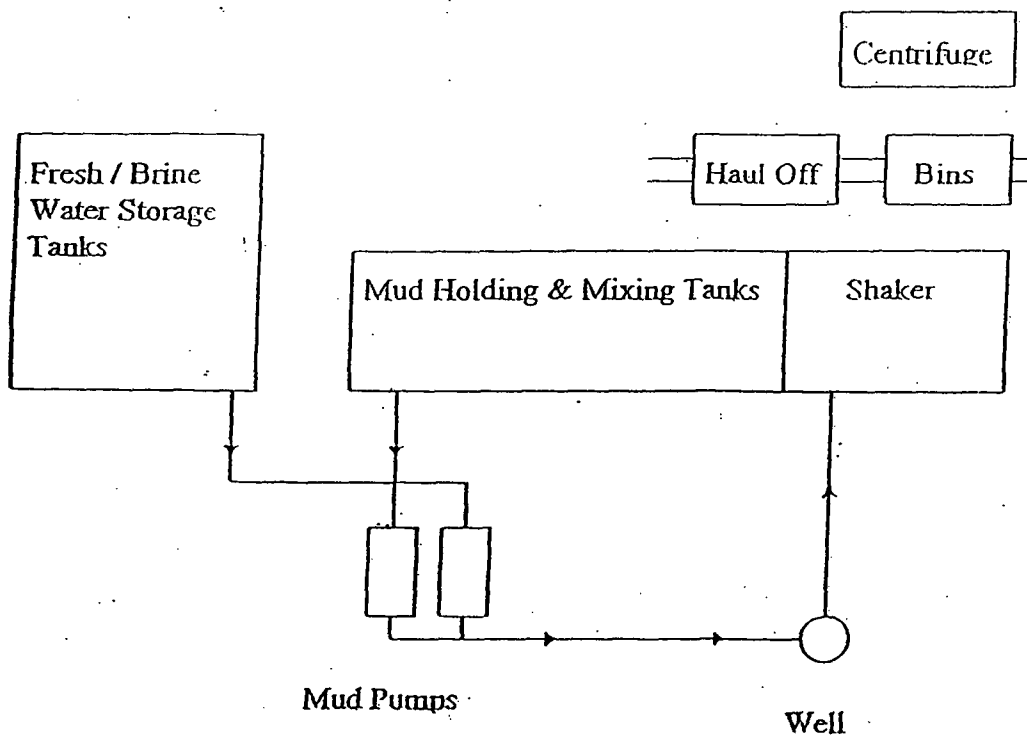 Centrifuge
Haul Off
Bins
Fresh / Brine
Water Storage
Tanks
Mud Holding & Mixing Tanks
Shaker
Mud Pumps
Well